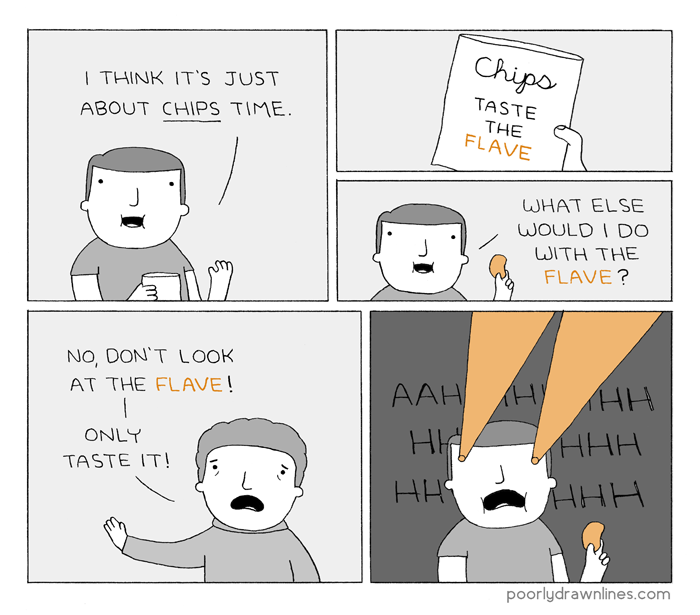 I THINK IT'S JUST
ABOUT CHIPS TIME.
Chips
TASTE
THE
FLAVE
WHAT ELSE
WOULD I DO
WITH THE
FLAVE?
NO, DON'T LOOK
AT THE FLAVE!
ONLY
TASTE IT!
AAH HH HHH
HH HHH
HH HHH
poorlydrawnlines.com